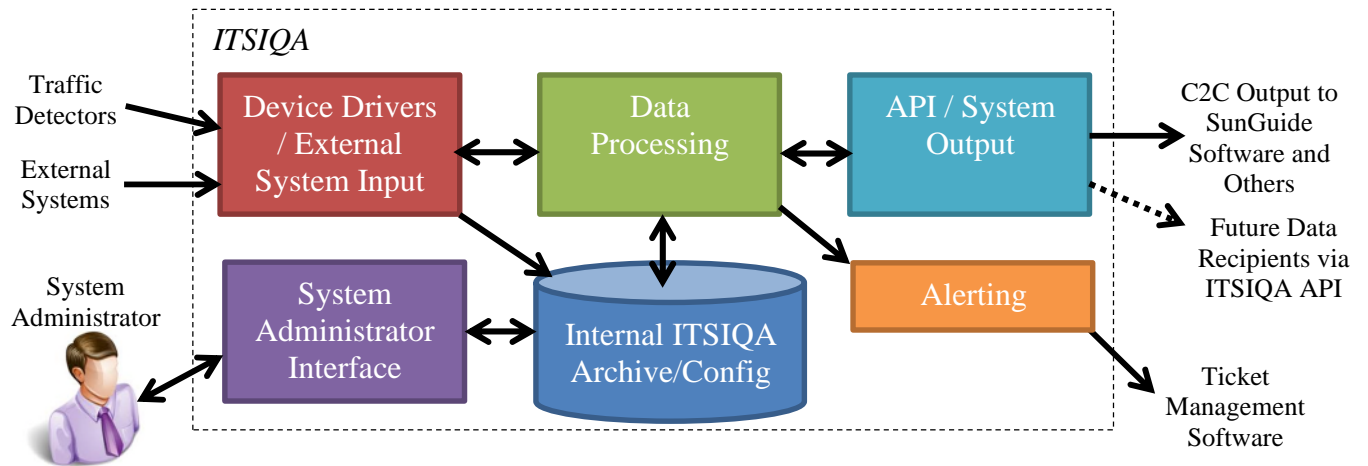 ITSIQA
Traffic
Detectors
External
Systems
Device Drivers
/ External
System Input
Data
Processing
API / System
Output
C2C Output to
SunGuide
Software and
Others
Future Data
Recipients via
ITSIQA API
System
Administrator
System
Administrator
Interface
Internal ITSIQA
Archive/Config
Alerting
Ticket
Management
Software